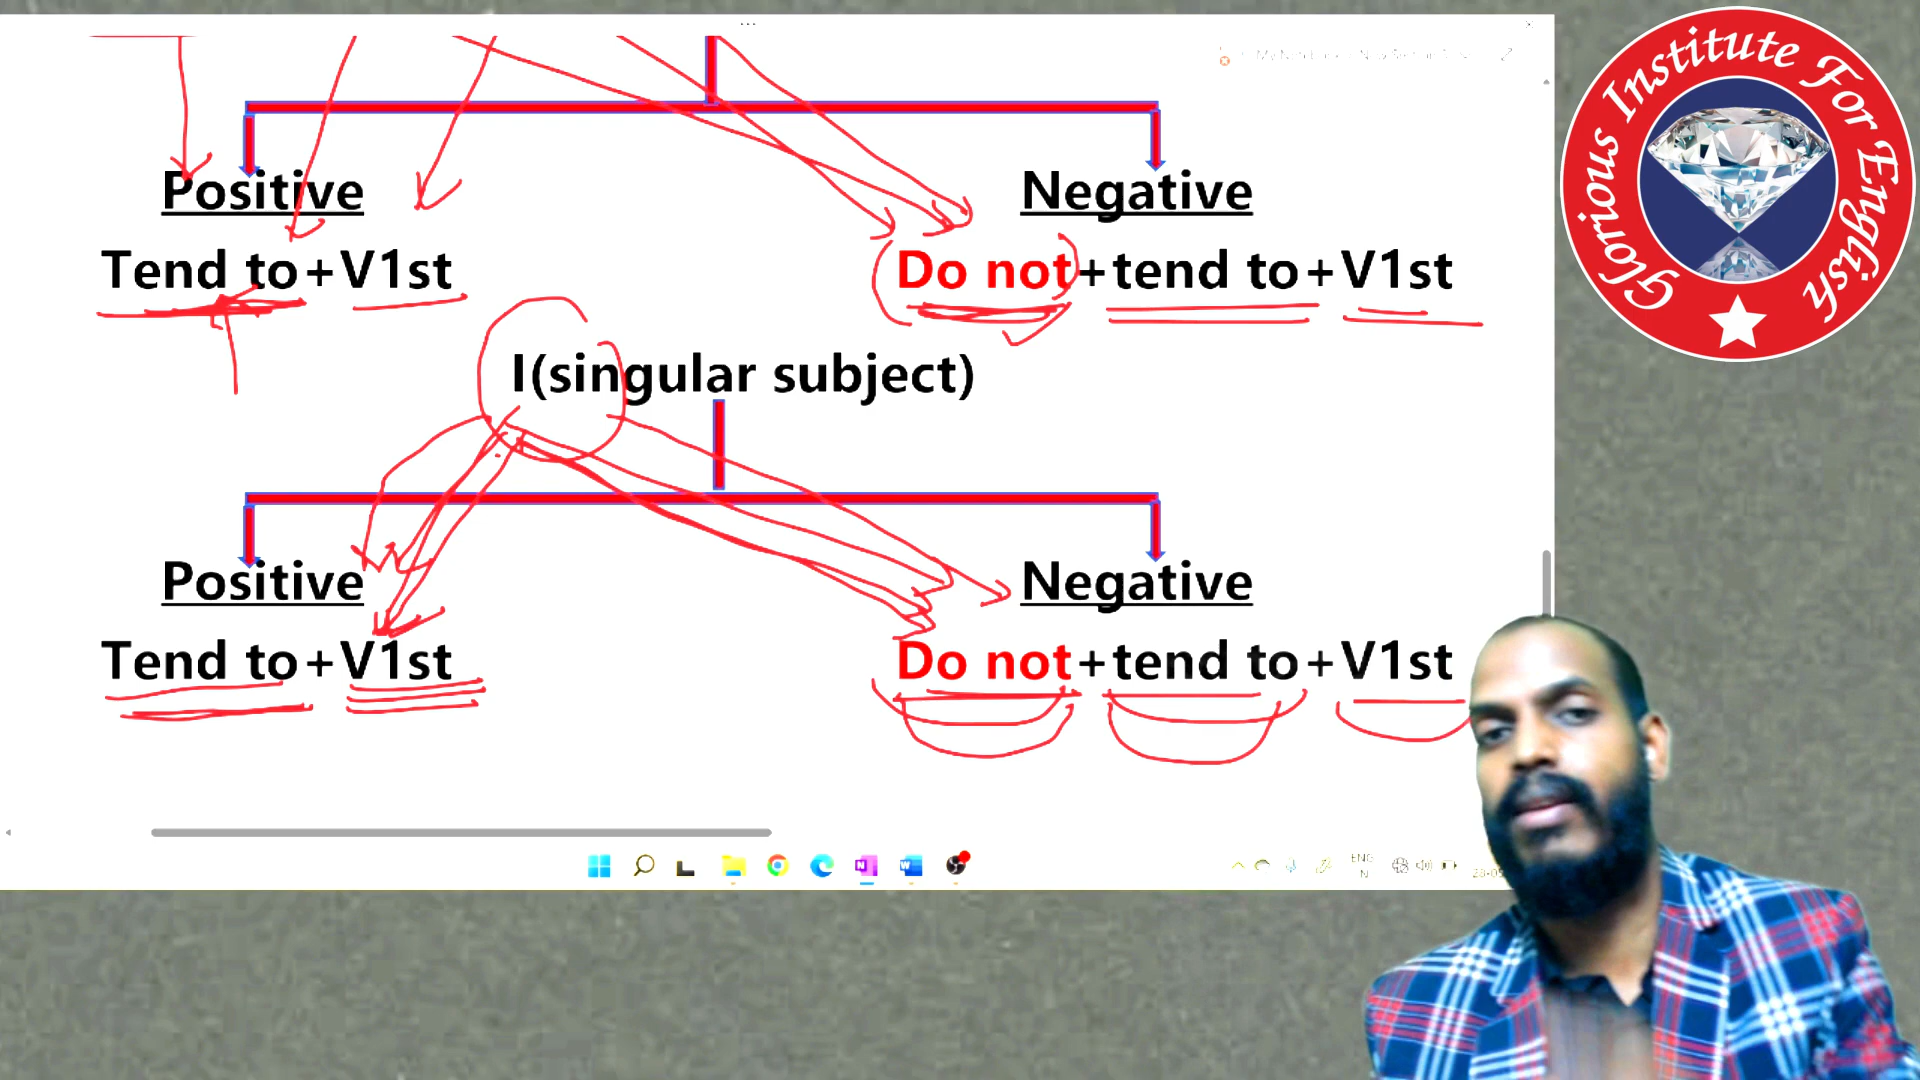 Positive
Negative
Tend to+V1st
Do not+tend to+V1st
I(singular subject)
Positive
Negative
Tend to+V1st
Do not+tend to+V1st
ENG
Glorious Institute For English